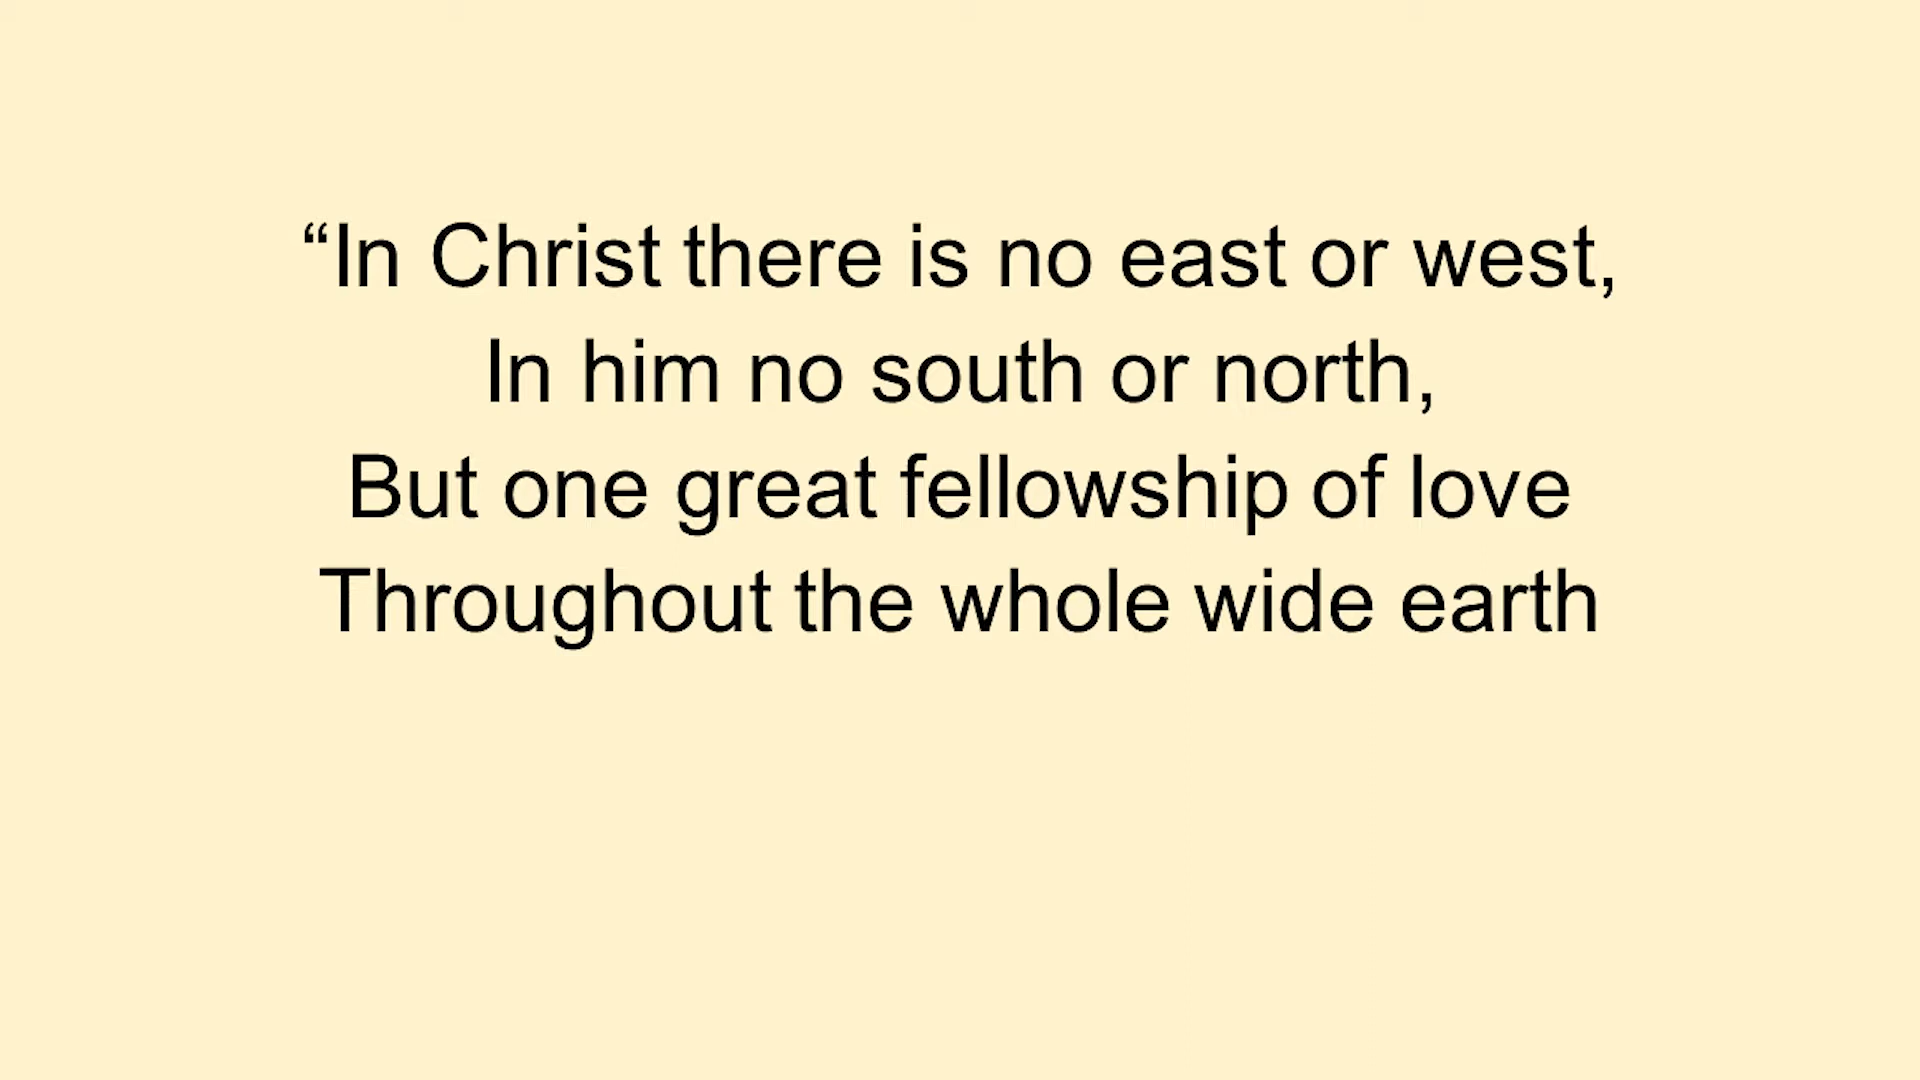 “In Christ there is no east or west,
In him no south or north,
But one great fellowship of love
Throughout the whole wide earth